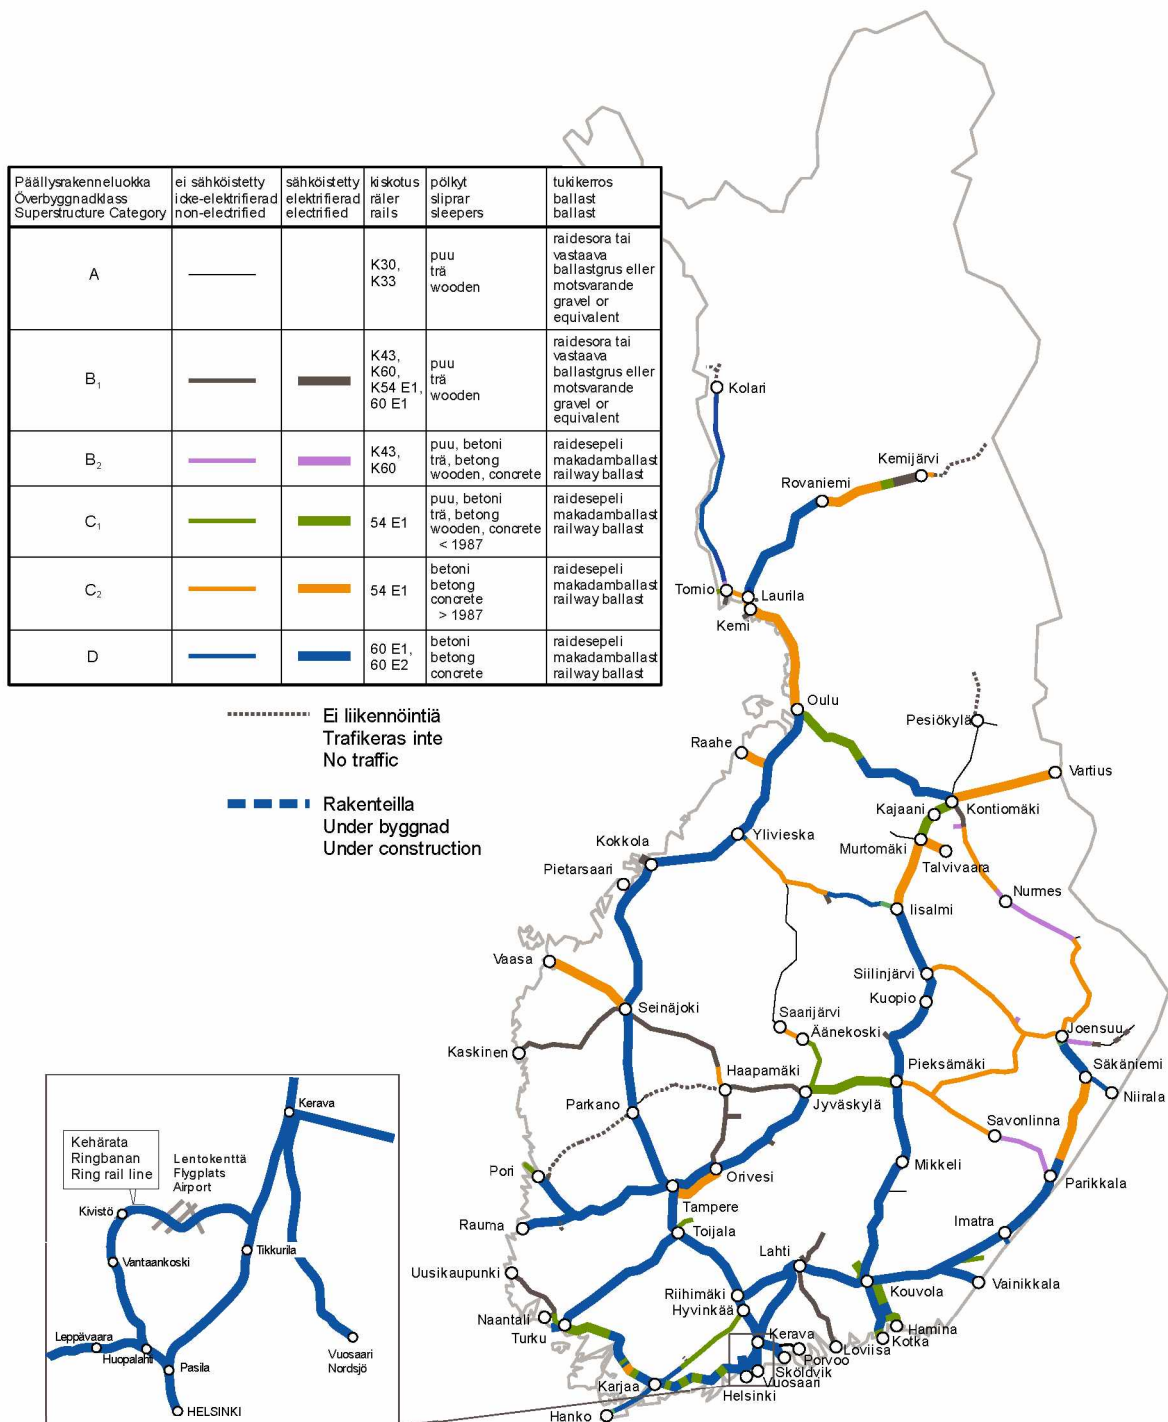 Päällysrakenneluokka
Överbyggnadklass
Superstructure Category
ei sähköistetty
icke-elektrifierad
non-electrified
sähköistetty
elektrifierad
electrified
kiskotus
räler
rails
pölkyt
sliprar
sleepers
tukikerros
ballast
ballast
A
K30,
K33
puu
trä
wooden
raidesora tai
vastaava
ballastgrus eller
motsvarande
gravel or
equivalent
B1
K43,
K60,
K54 E1,
60 E1
puu
trä
wooden
raidesora tai
vastaava
ballastgrus eller
motsvarande
gravel or
equivalent
B2
K43,
K60
puu, betoni
trä, betong
wooden, concrete
raidesepeli
makadamballast
railway ballast
C1
54 E1
puu, betoni
trä, betong
wooden, concrete
< 1987
raidesepeli
makadamballast
railway ballast
C2
54 E1
betoni
betong
concrete
> 1987
raidesepeli
makadamballast
railway ballast
D
60 E1,
60 E2
betoni
betong
concrete
raidesepeli
makadamballast
railway ballast
Ei liikennöintiä
Trafikeras inte
No traffic
Rakenteilla
Under byggnad
Under construction
Kolari
Kemijärvi
Rovaniemi
Tornio
Laurila
Kemi
Oulu
Pesiökylä
Raahe
Vartius
Kajaani
Kontiomäki
Ylivieska
Murtomäki
Talvivaara
Kokkola
Pietarsaari
Nurmes
Iisalmi
Vaasa
Siilinjärvi
Kuopio
Seinäjoki
Saarijärvi
Äänekoski
Joensuu
Kaskinen
Haapamäki
Pieksämäki
Säkäniemi
Jyväskylä
Niirala
Parkano
Savonlinna
Pori
Orivesi
Mikkeli
Parikkala
Tampere
Rauma
Toijala
Imatra
Lahti
Uusikaupunki
Riihimäki
Kouvola
Vainikkala
Hyvinkää
Naantali
Turku
Hamina
Kotka
Kerava
Loviisa
Porvoo
Sköldvik
Vuosaari
Helsinki
Karjaa
Hanko
Kerava
Kehärata
Ringbanan
Ring rail line
Lentokenttä
Flygplats
Airport
Kivistö
Tikkurila
Vantaankoski
Leppävaara
Huopalahti
Pasila
Vuosaari
Nordsjö
HELSINKI